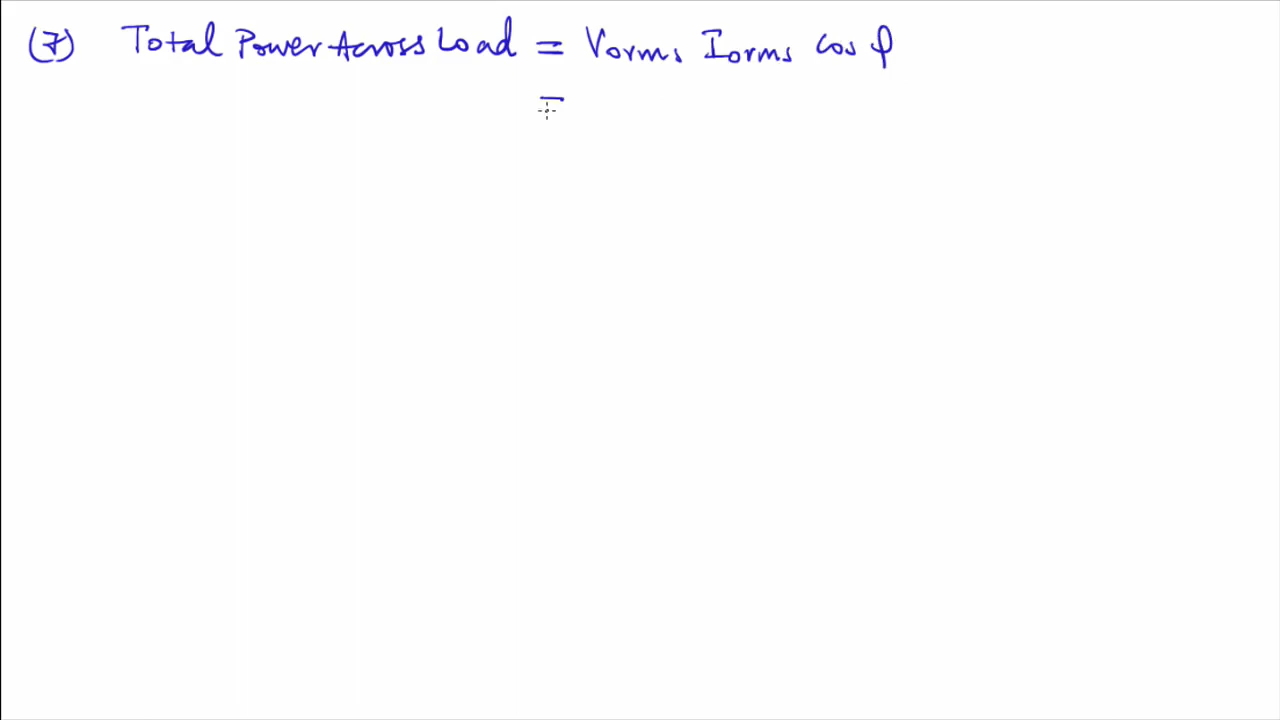 (7) Total Power Across Load = Vorms Iorms cos φ
=